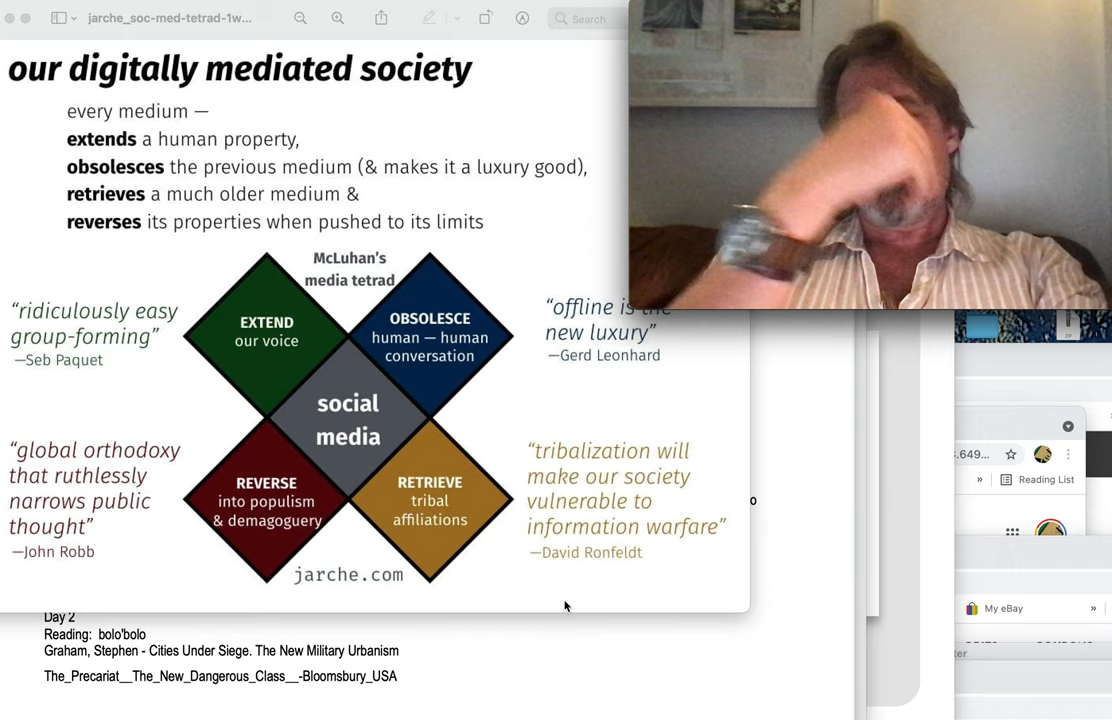 jarche_soc-med-tetrad-1w...
Search
our digitally mediated society
every medium —
extends a human property,
obsolesces the previous medium (& makes it a luxury good),
retrieves a much older medium &
reverses its properties when pushed to its limits
McLuhan's
media tetrad
"ridiculously easy
group-forming"
—Seb Paquet
EXTEND
our voice
OBSOLESCE
human — human
conversation
"offline is the
new luxury"
—Gerd Leonhard
social
media
"global orthodoxy
that ruthlessly
narrows public
thought"
—John Robb
REVERSE
into populism
& demagoguery
RETRIEVE
tribal
affiliations
"tribalization will
make our society
vulnerable to
information warfare"
—David Ronfeldt
jarche.com
.649...
Reading List
My eBay
Day 2
Reading: bolo'bolo
Graham, Stephen - Cities Under Siege. The New Military Urbanism
The_Precariat__The_New_Dangerous_Class__-Bloomsbury_USA